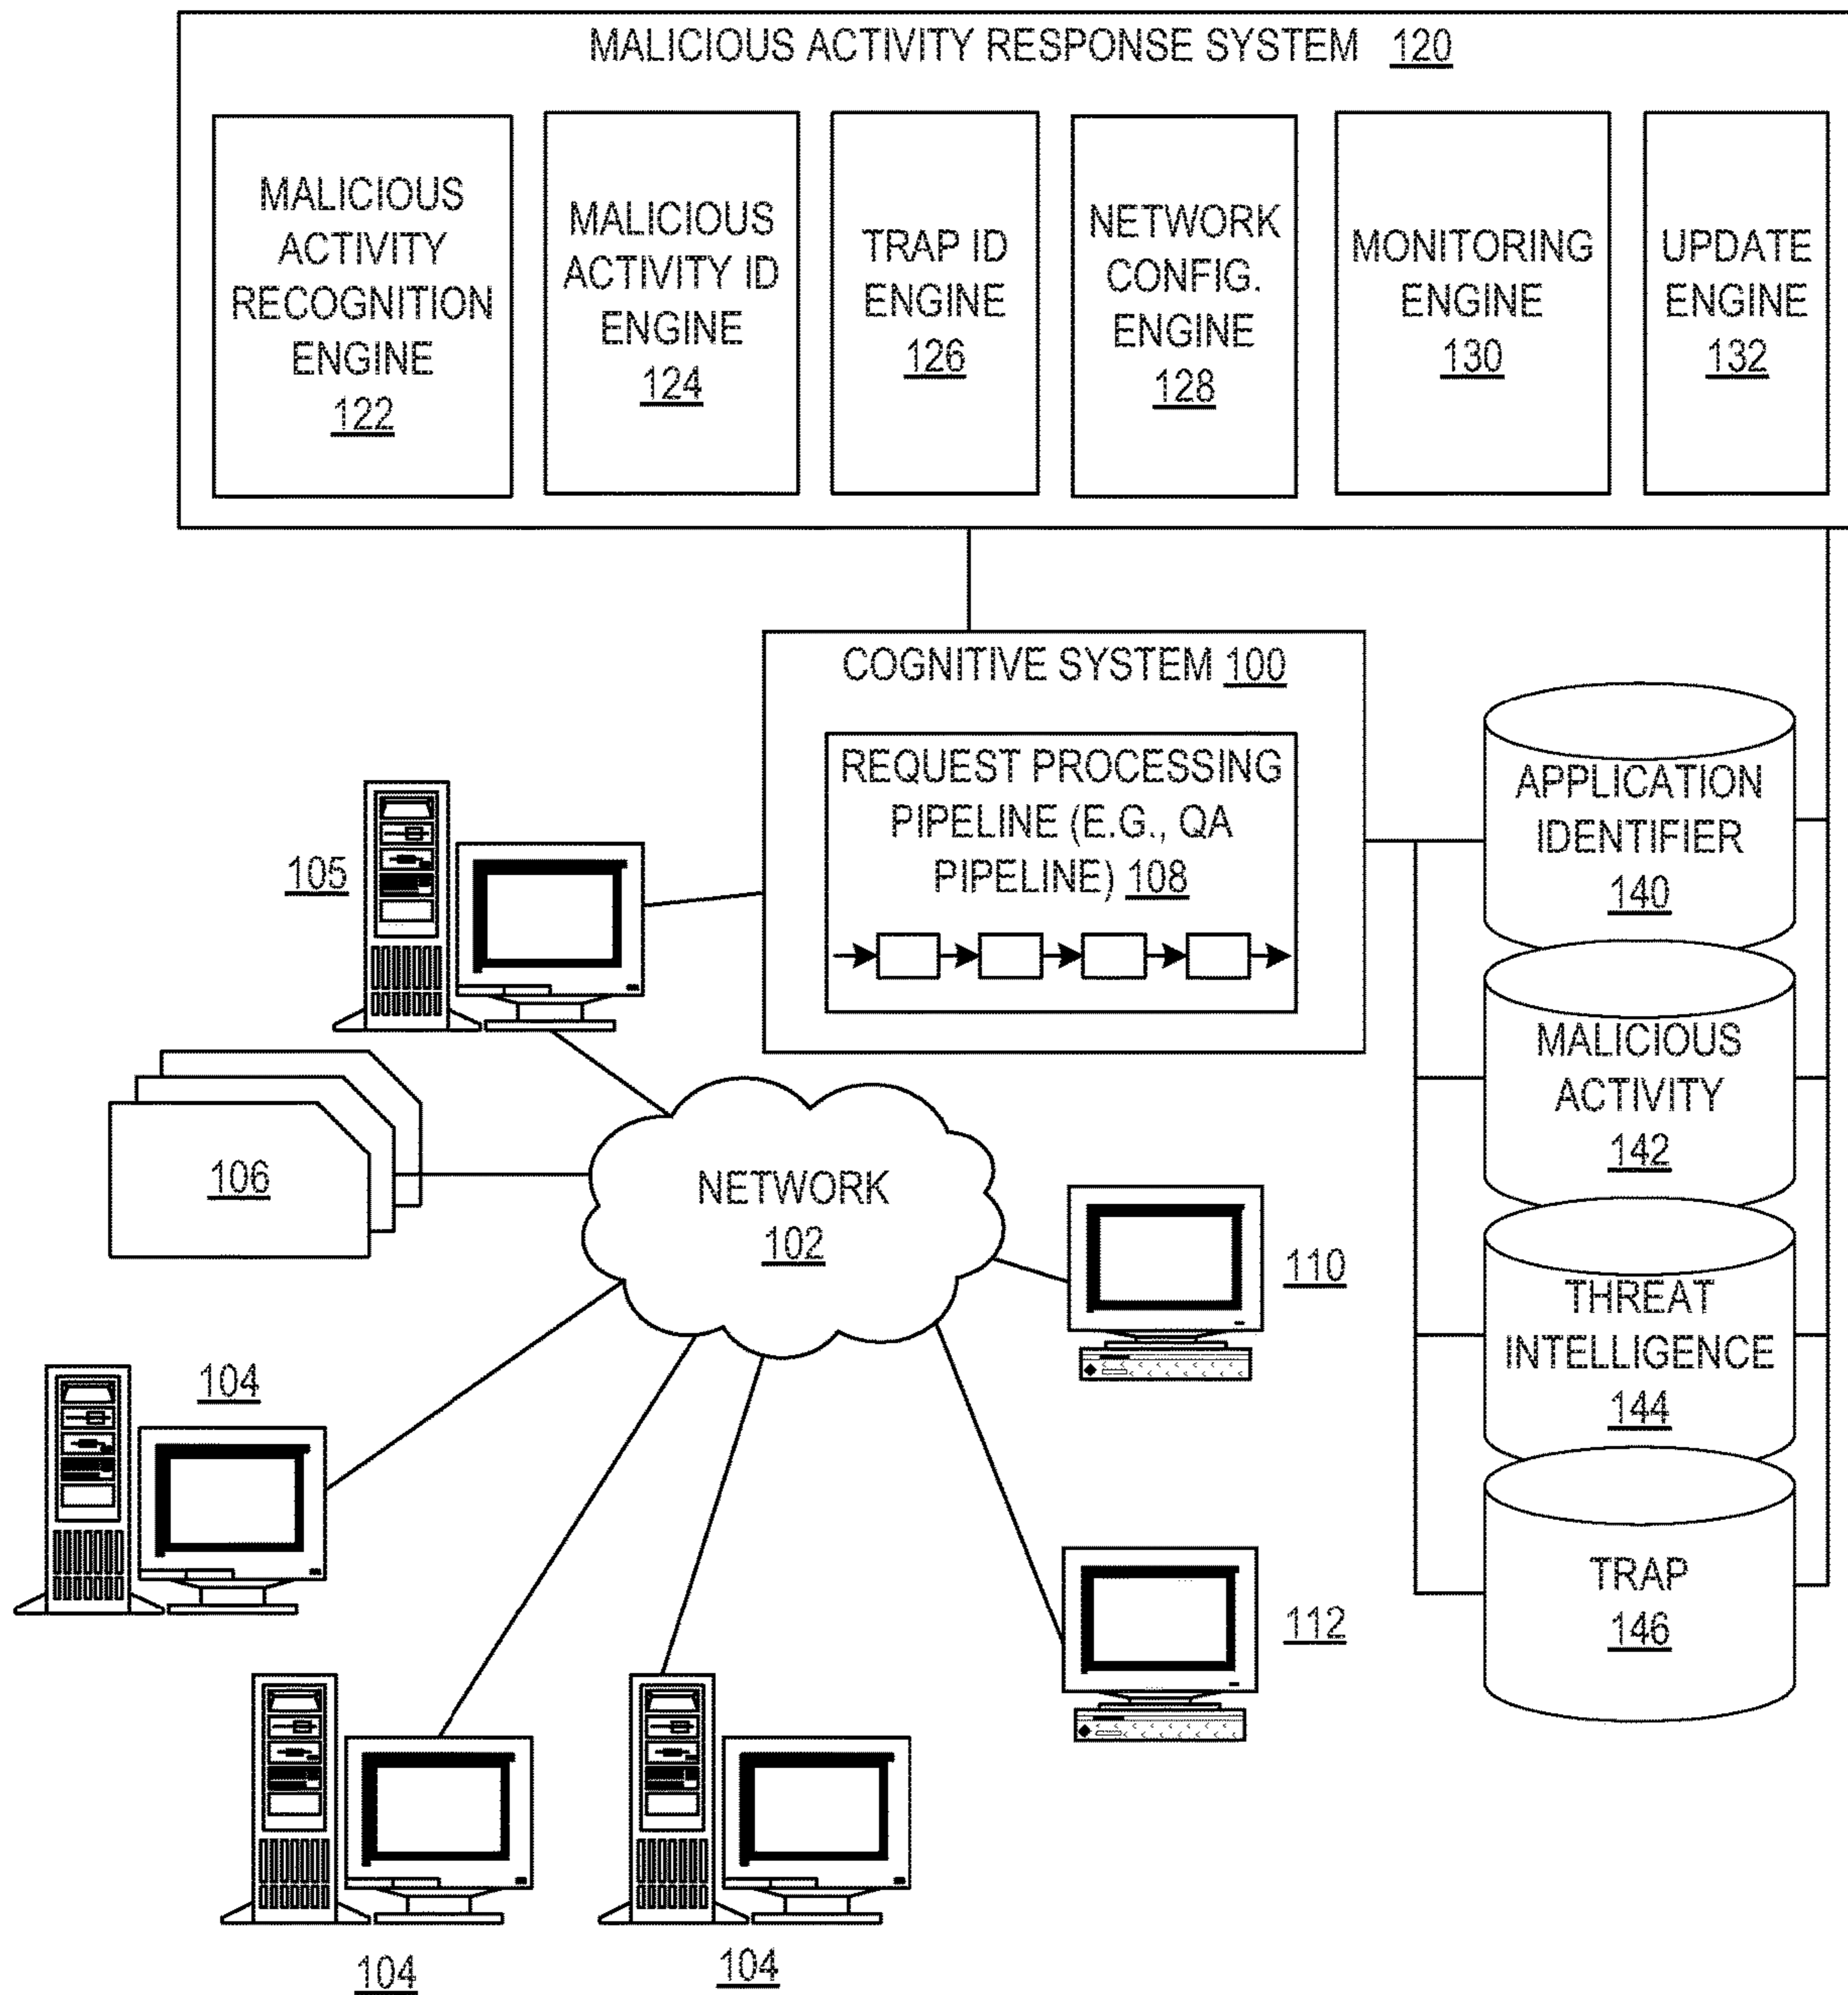 MALICIOUS ACTIVITY RESPONSE SYSTEM 120
MALICIOUS
ACTIVITY
RECOGNITION
ENGINE
122
MALICIOUS
ACTIVITY ID
ENGINE
124
TRAP ID
ENGINE
126
NETWORK
CONFIG.
ENGINE
128
MONITORING
ENGINE
130
UPDATE
ENGINE
132
COGNITIVE SYSTEM 100
REQUEST PROCESSING
PIPELINE (E.G., QA
PIPELINE) 108
APPLICATION
IDENTIFIER
140
MALICIOUS
ACTIVITY
142
THREAT
INTELLIGENCE
144
TRAP
146
105
106
NETWORK
102
110
104
112
104
104